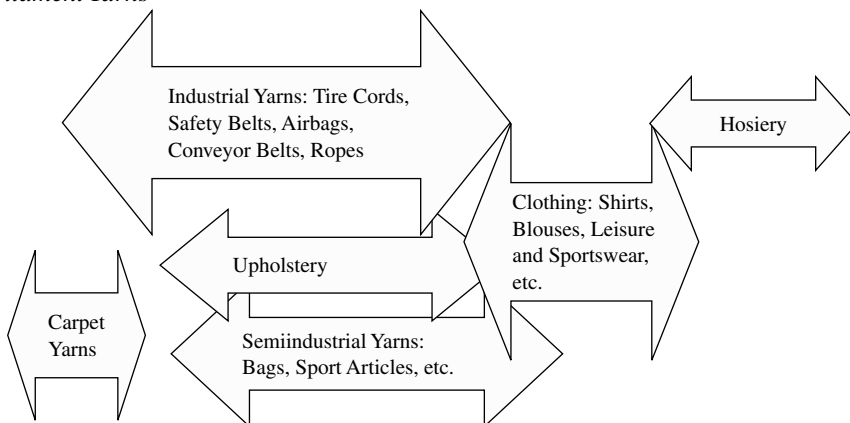 Industrial Yarns: Tire Cords,
Safety Belts, Airbags,
Conveyor Belts, Ropes
Hosiery
Clothing: Shirts,
Blouses, Leisure
and Sportswear,
etc.
Upholstery
Carpet
Yarns
Semiindustrial Yarns:
Bags, Sport Articles, etc.